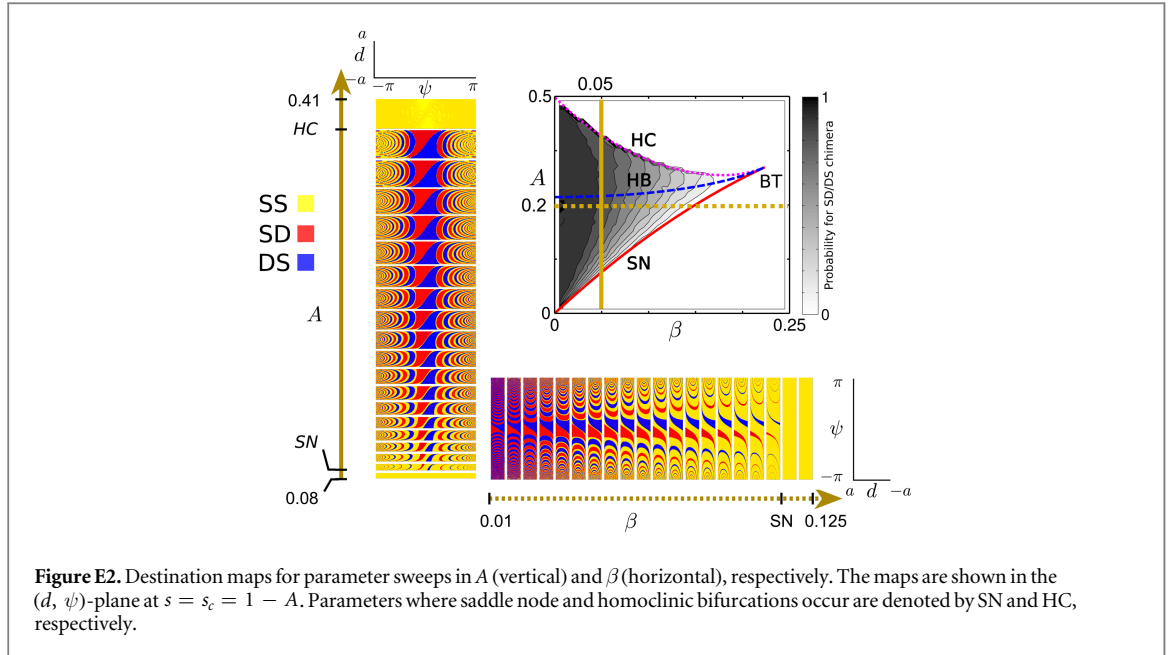 a
d
−a
−π ψ π
0.41
HC
SS
SD
DS
A
SN
0.08
0.05
0.5
A
0.2
0
0 β 0.25
HC
HB
BT
SN
1
0
Probability for SD/DS chimera
π
ψ
−π
a d −a
0.01 β SN 0.125
Figure E2. Destination maps for parameter sweeps in A (vertical) and β (horizontal), respectively. The maps are shown in the
(d, ψ)-plane at s = s_c = 1 − A. Parameters where saddle node and homoclinic bifurcations occur are denoted by SN and HC,
respectively.